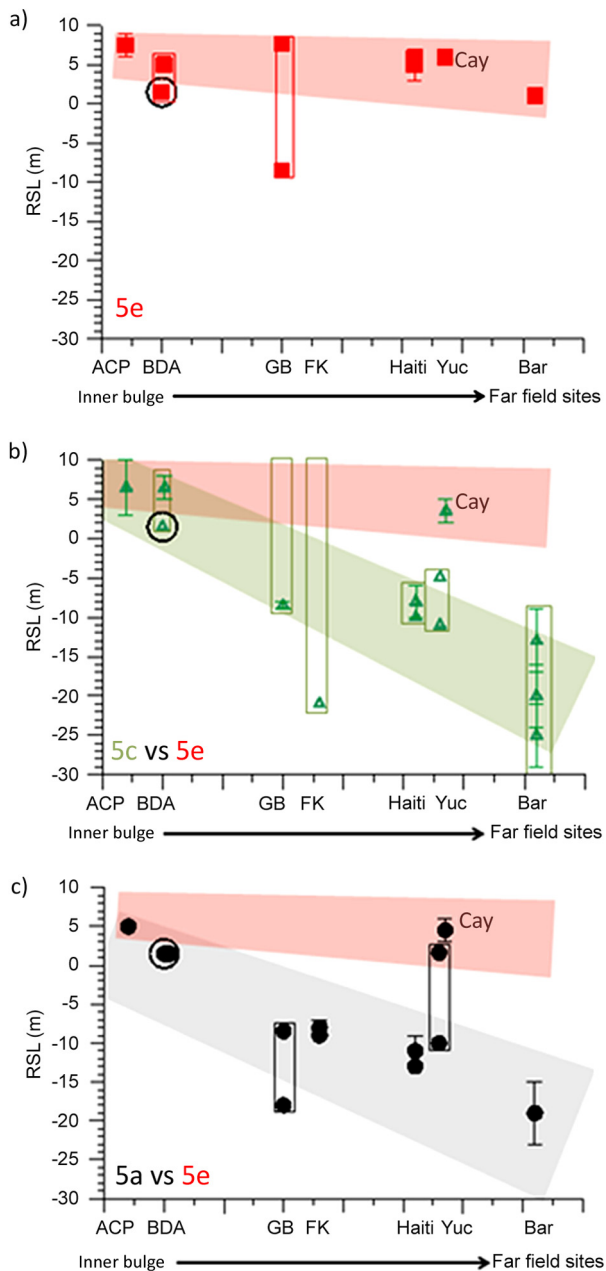 a)
10
5
0
-5
-10
-15
-20
-25
-30
RSL (m)
Cay
5e
ACP BDA GB FK Haiti Yuc Bar
Inner bulge Far field sites
b)
10
5
0
-5
-10
-15
-20
-25
-30
RSL (m)
Cay
5c vs 5e
ACP BDA GB FK Haiti Yuc Bar
Inner bulge Far field sites
c)
10
5
0
-5
-10
-15
-20
-25
-30
RSL (m)
Cay
5a vs 5e
ACP BDA GB FK Haiti Yuc Bar
Inner bulge Far field sites